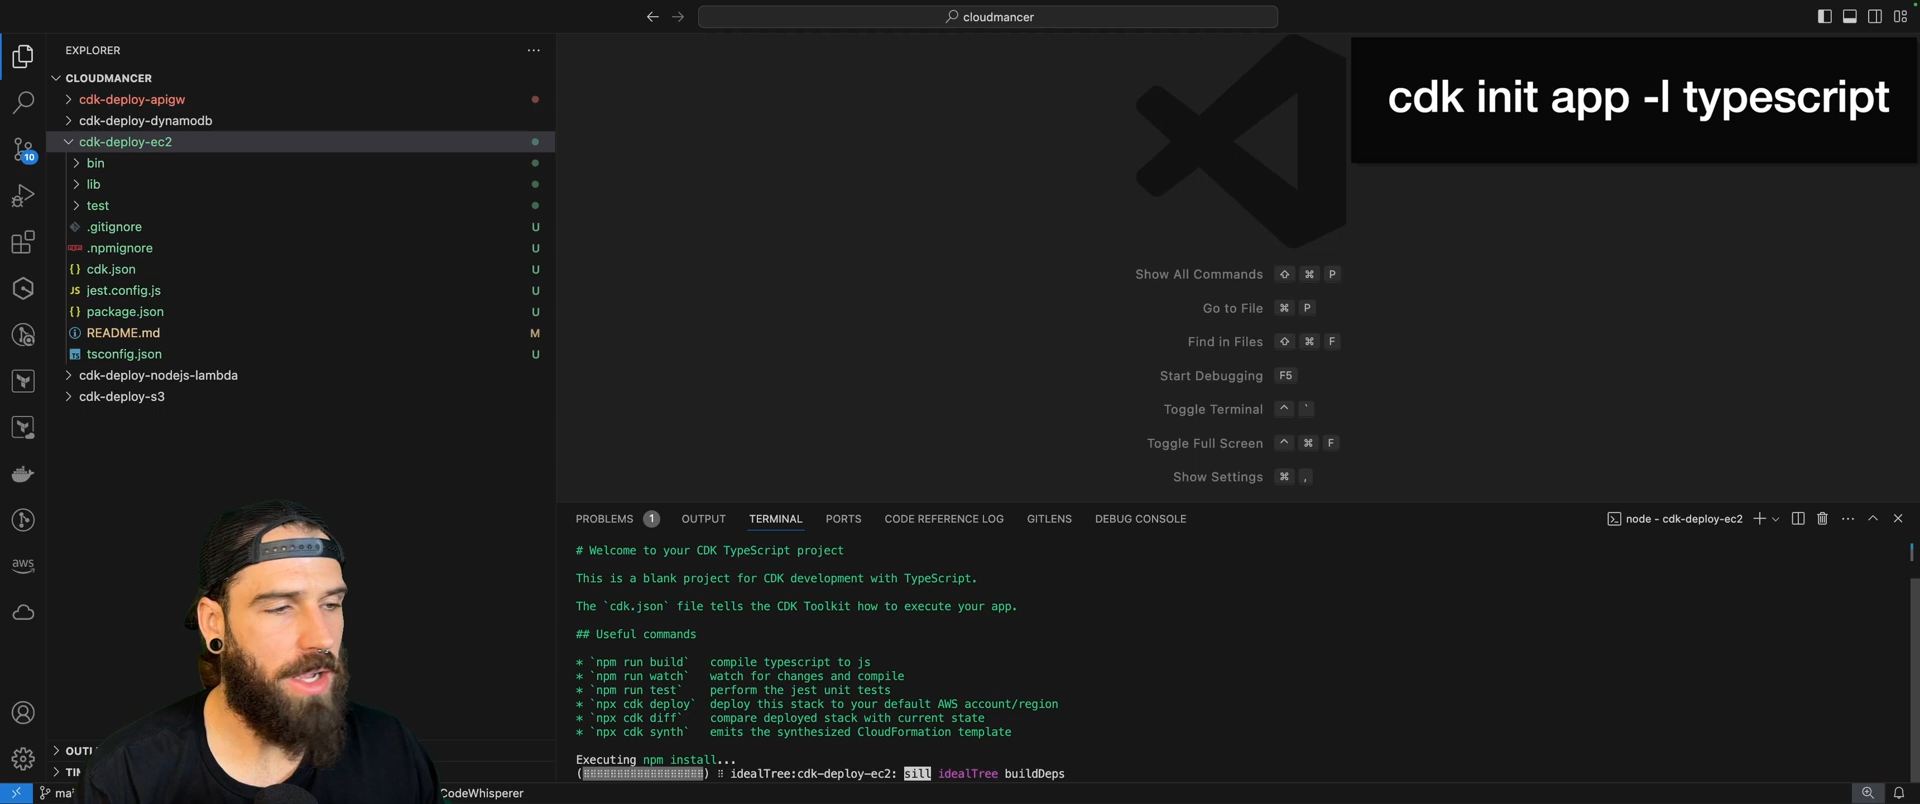 cloudmancer
cdk init app -l typescript
EXPLORER
CLOUDMANCER
cdk-deploy-apigw
cdk-deploy-dynamodb
cdk-deploy-ec2
bin
lib
test
.gitignore U
.npmignore U
{} cdk.json U
JS jest.config.js U
{} package.json U
README.md M
TS tsconfig.json U
cdk-deploy-nodejs-lambda
cdk-deploy-s3
10
aws
Show All Commands ⇧ ⌘ P
Go to File ⌘ P
Find in Files ⇧ ⌘ F
Start Debugging F5
Toggle Terminal ^ `
Toggle Full Screen ^ ⌘ F
Show Settings ⌘ ,
PROBLEMS 1 OUTPUT TERMINAL PORTS CODE REFERENCE LOG GITLENS DEBUG CONSOLE
node - cdk-deploy-ec2
# Welcome to your CDK TypeScript project
This is a blank project for CDK development with TypeScript.
The `cdk.json` file tells the CDK Toolkit how to execute your app.
## Useful commands
* `npm run build` compile typescript to js
* `npm run watch` watch for changes and compile
* `npm run test` perform the jest unit tests
* `npx cdk deploy` deploy this stack to your default AWS account/region
* `npx cdk diff` compare deployed stack with current state
* `npx cdk synth` emits the synthesized CloudFormation template
Executing npm install...
idealTree:cdk-deploy-ec2: sill idealTree buildDeps
CodeWhisperer